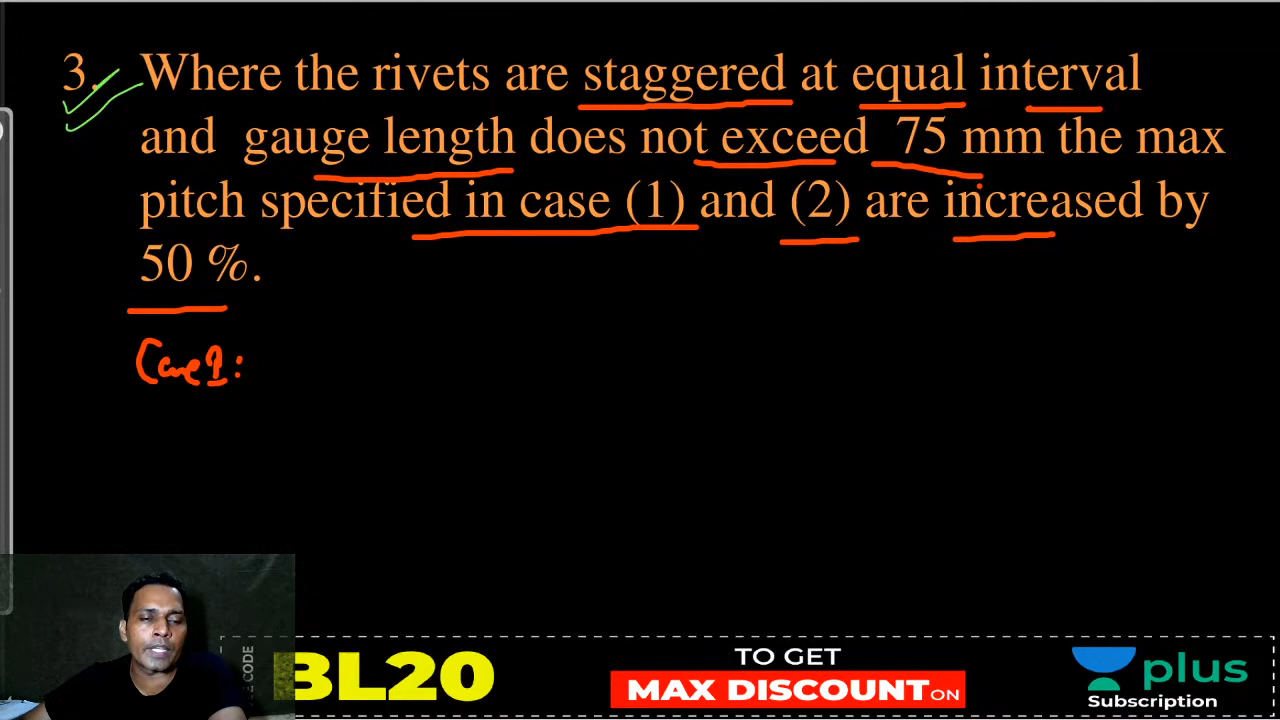 3. Where the rivets are staggered at equal interval
and gauge length does not exceed 75 mm the max
pitch specified in case (1) and (2) are increased by
50 %.
Case 1:
CODE
BL20
TO GET
MAX DISCOUNT ON
plus
Subscription